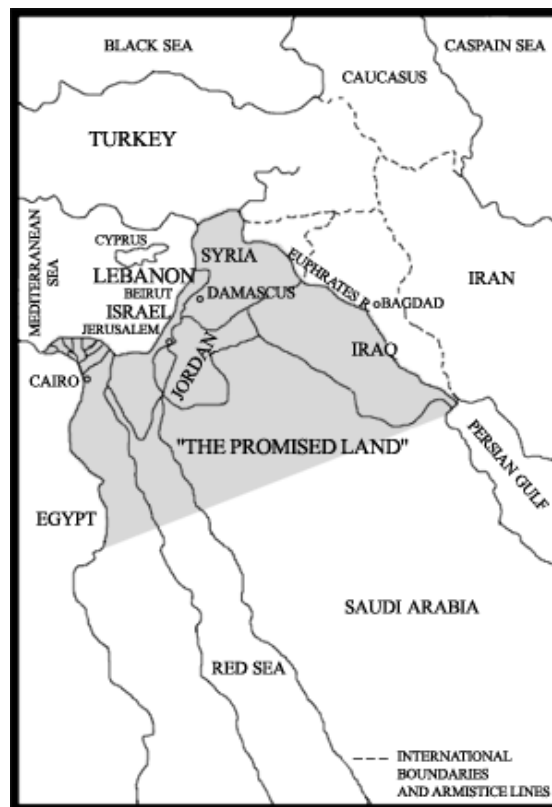 BLACK SEA
CASPAIN SEA
CAUCASUS
TURKEY
MEDITERRANEAN
SEA
CYPRUS
SYRIA
LEBANON
BEIRUT
DAMASCUS
ISRAEL
JERUSALEM
EUPHRATES R
BAGDAD
IRAN
IRAQ
JORDAN
CAIRO
"THE PROMISED LAND"
PERSIAN GULF
EGYPT
SAUDI ARABIA
RED SEA
INTERNATIONAL
BOUNDARIES
AND ARMISTICE LINES